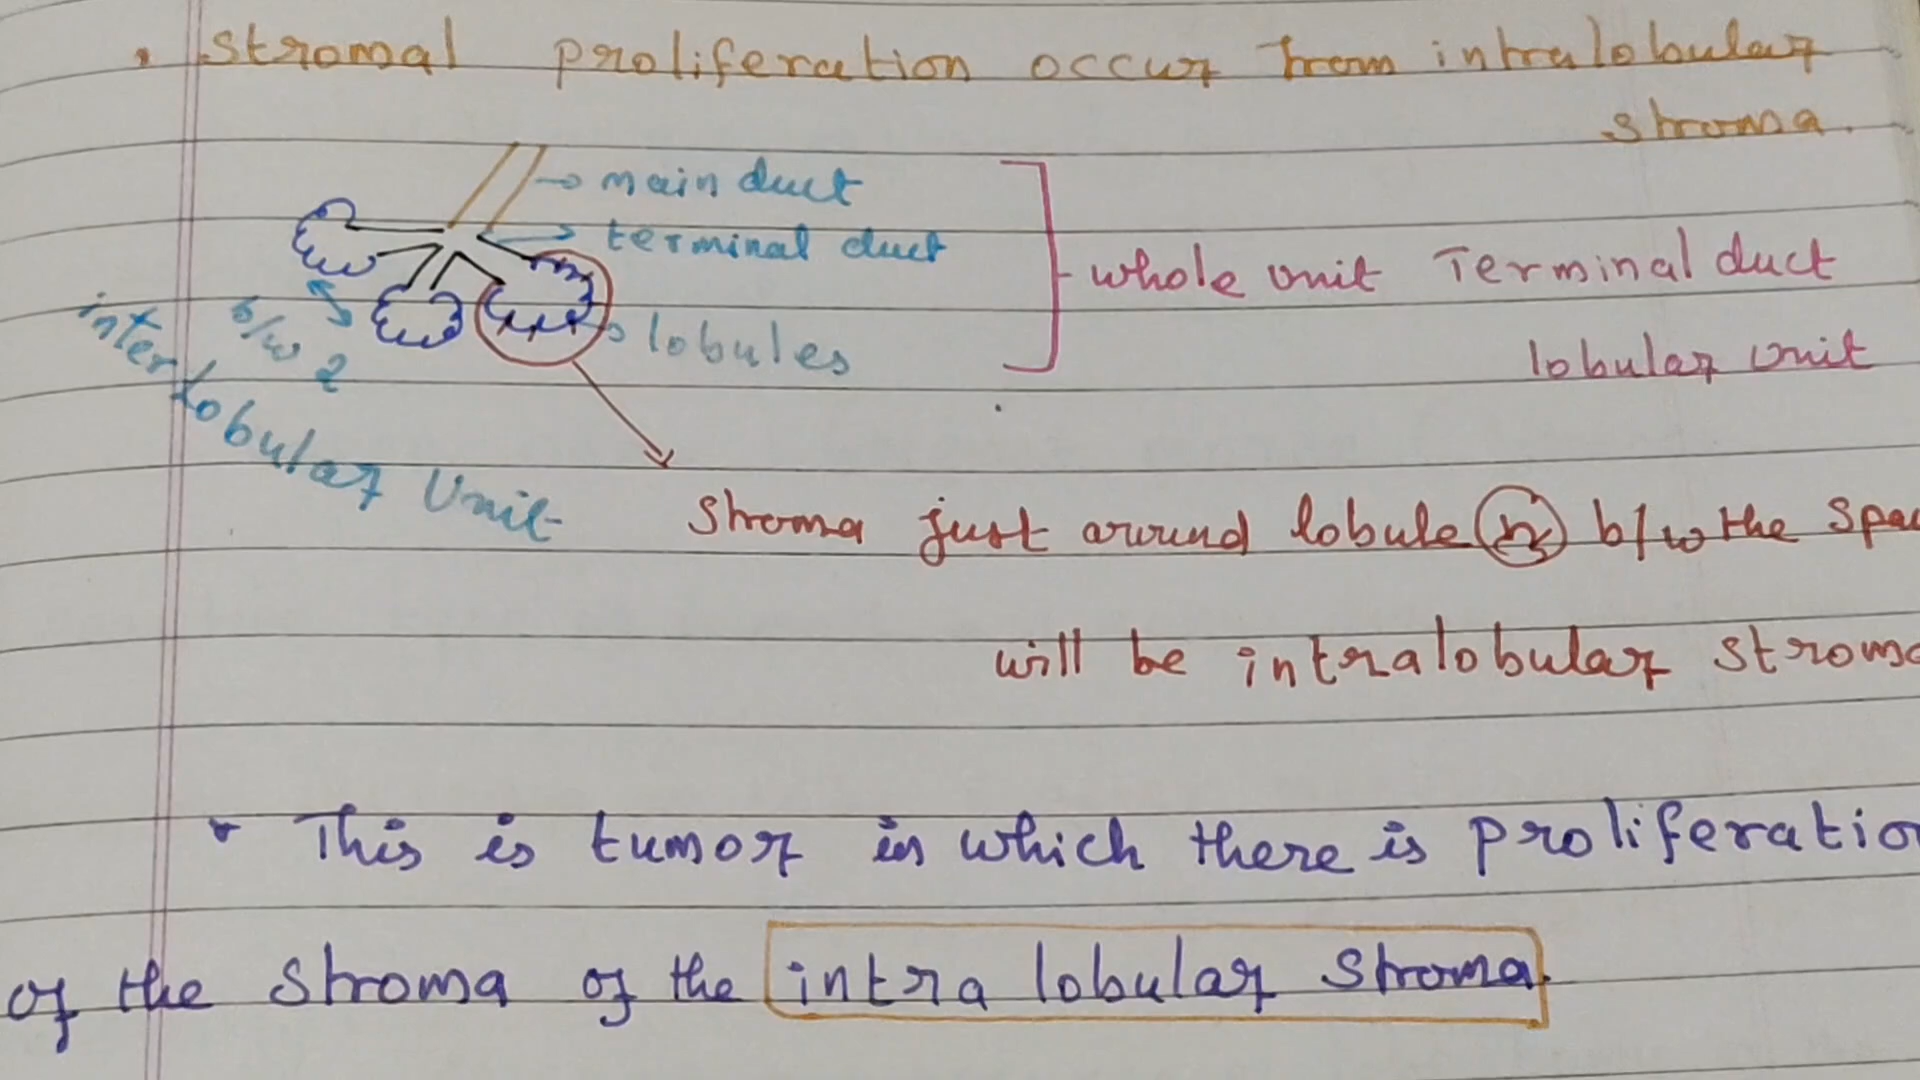 • Stromal proliferation occur from intralobular
stroma.
→ main duct
→ terminal duct
whole unit Terminal duct
lobular unit
b/w 2
→ lobules
inter lobular Unit
Stroma just around lobule b/w the spa
will be intralobular stroma
This is tumor in which there is proliferatio
of the stroma of the intra lobular stroma.